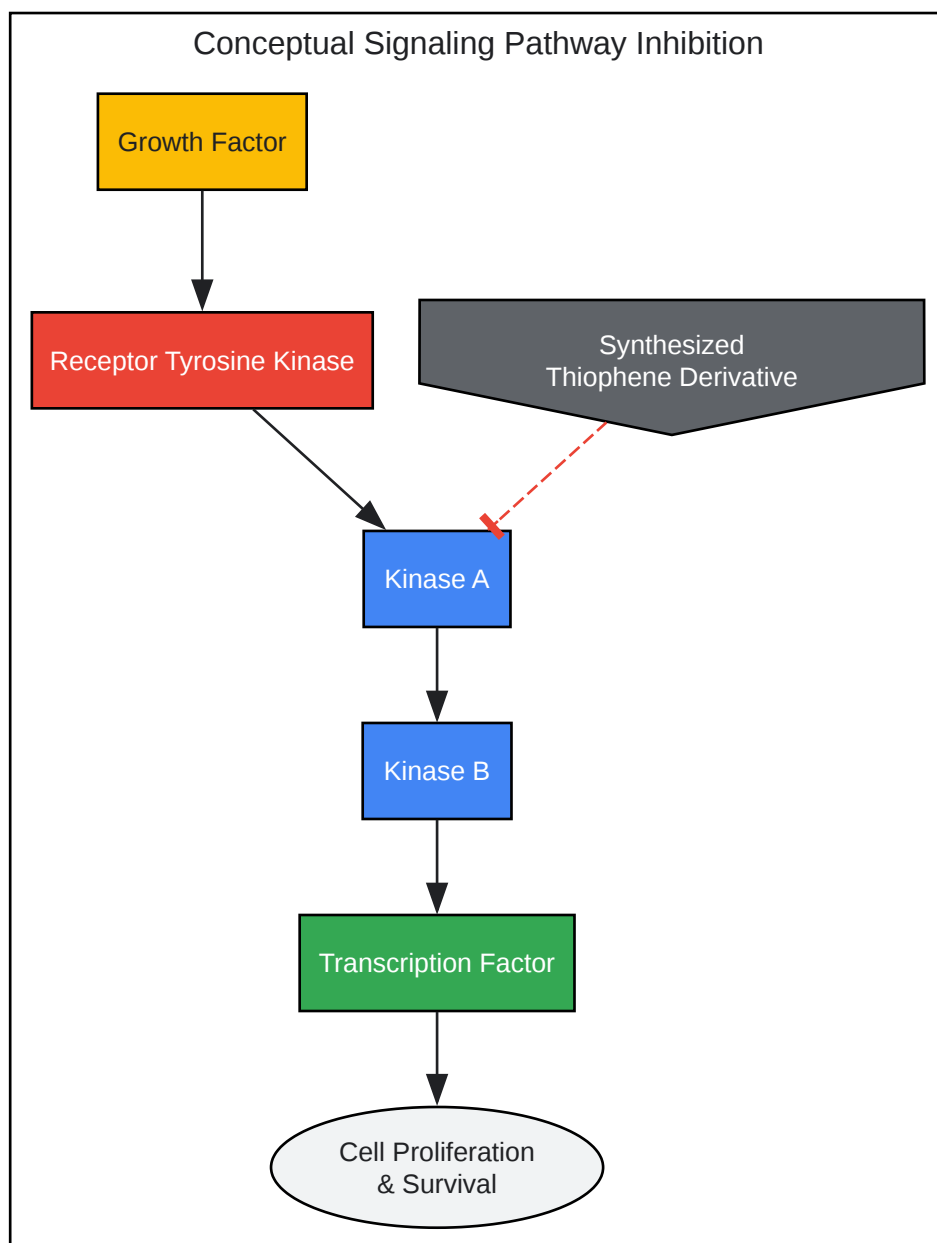 Conceptual Signaling Pathway Inhibition
Growth Factor
Receptor Tyrosine Kinase
Synthesized
Thiophene Derivative
Kinase A
Kinase B
Transcription Factor
Cell Proliferation
& Survival